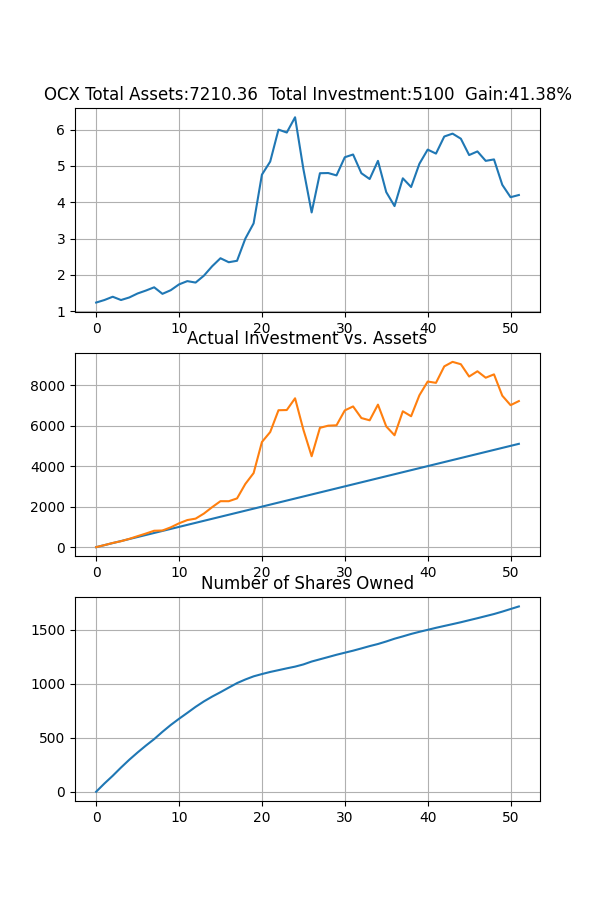 OCX Total Assets:7210.36  Total Investment:5100  Gain:41.38%
6
5
4
3
2
1
0 10 20 30 40 50
Actual Investment vs. Assets
8000
6000
4000
2000
0
0 10 20 30 40 50
Number of Shares Owned
1500
1000
500
0
0 10 20 30 40 50